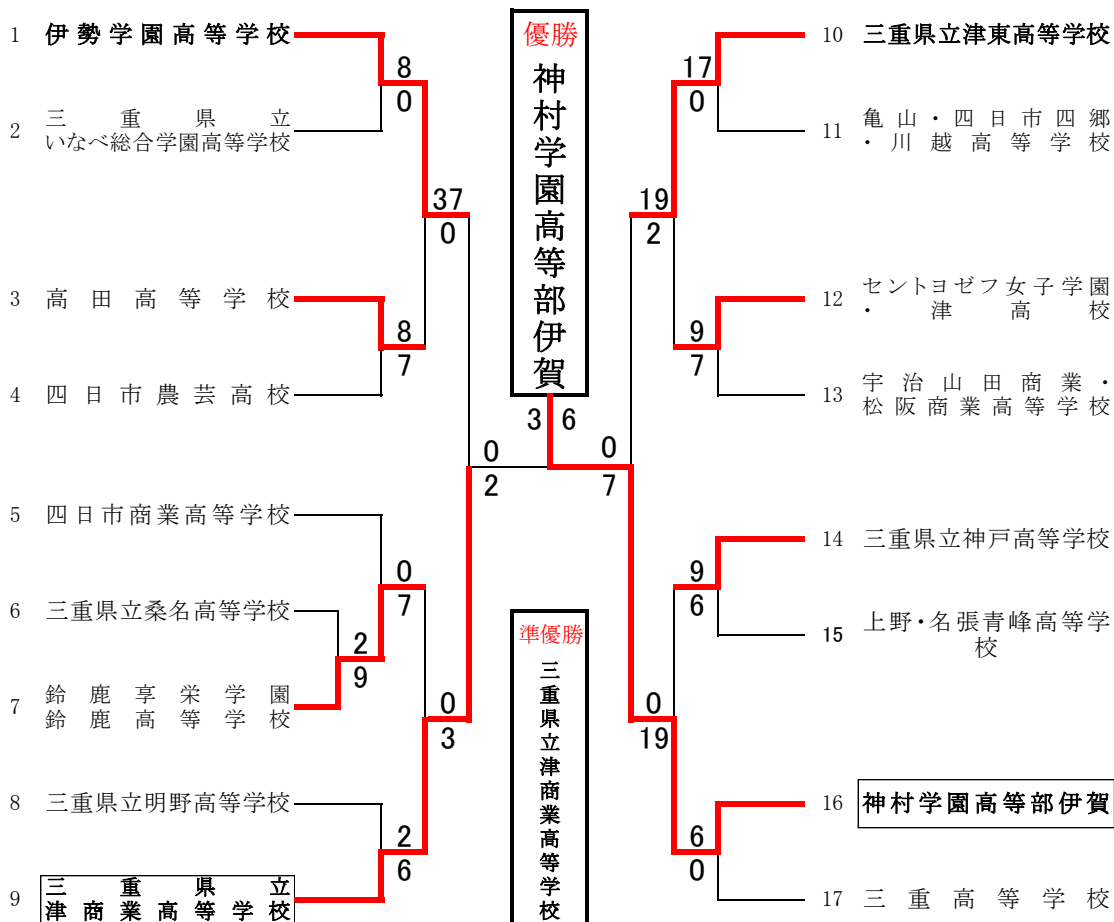 1 伊勢学園高等学校
8
0
2 三重県立
いなべ総合学園高等学校
37
0
3 高田高等学校
8
7
4 四日市農芸高校
0
2
5 四日市商業高等学校
0
7
6 三重県立桑名高等学校
2
9
7 鈴鹿享栄学園
鈴鹿高等学校
0
3
8 三重県立明野高等学校
2
6
9 三重県立
津商業高等学校
優勝
神村学園高等部伊賀
3 6
準優勝
三重県立津商業高等学校
10 三重県立津東高等学校
17
0
11 亀山・四日市四郷
・川越高等学校
19
2
12 セントヨゼフ女子学園
・津高校
9
7
13 宇治山田商業・
松阪商業高等学校
0
7
14 三重県立神戸高等学校
9
6
15 上野・名張青峰高等学
校
0
19
16 神村学園高等部伊賀
6
0
17 三重高等学校